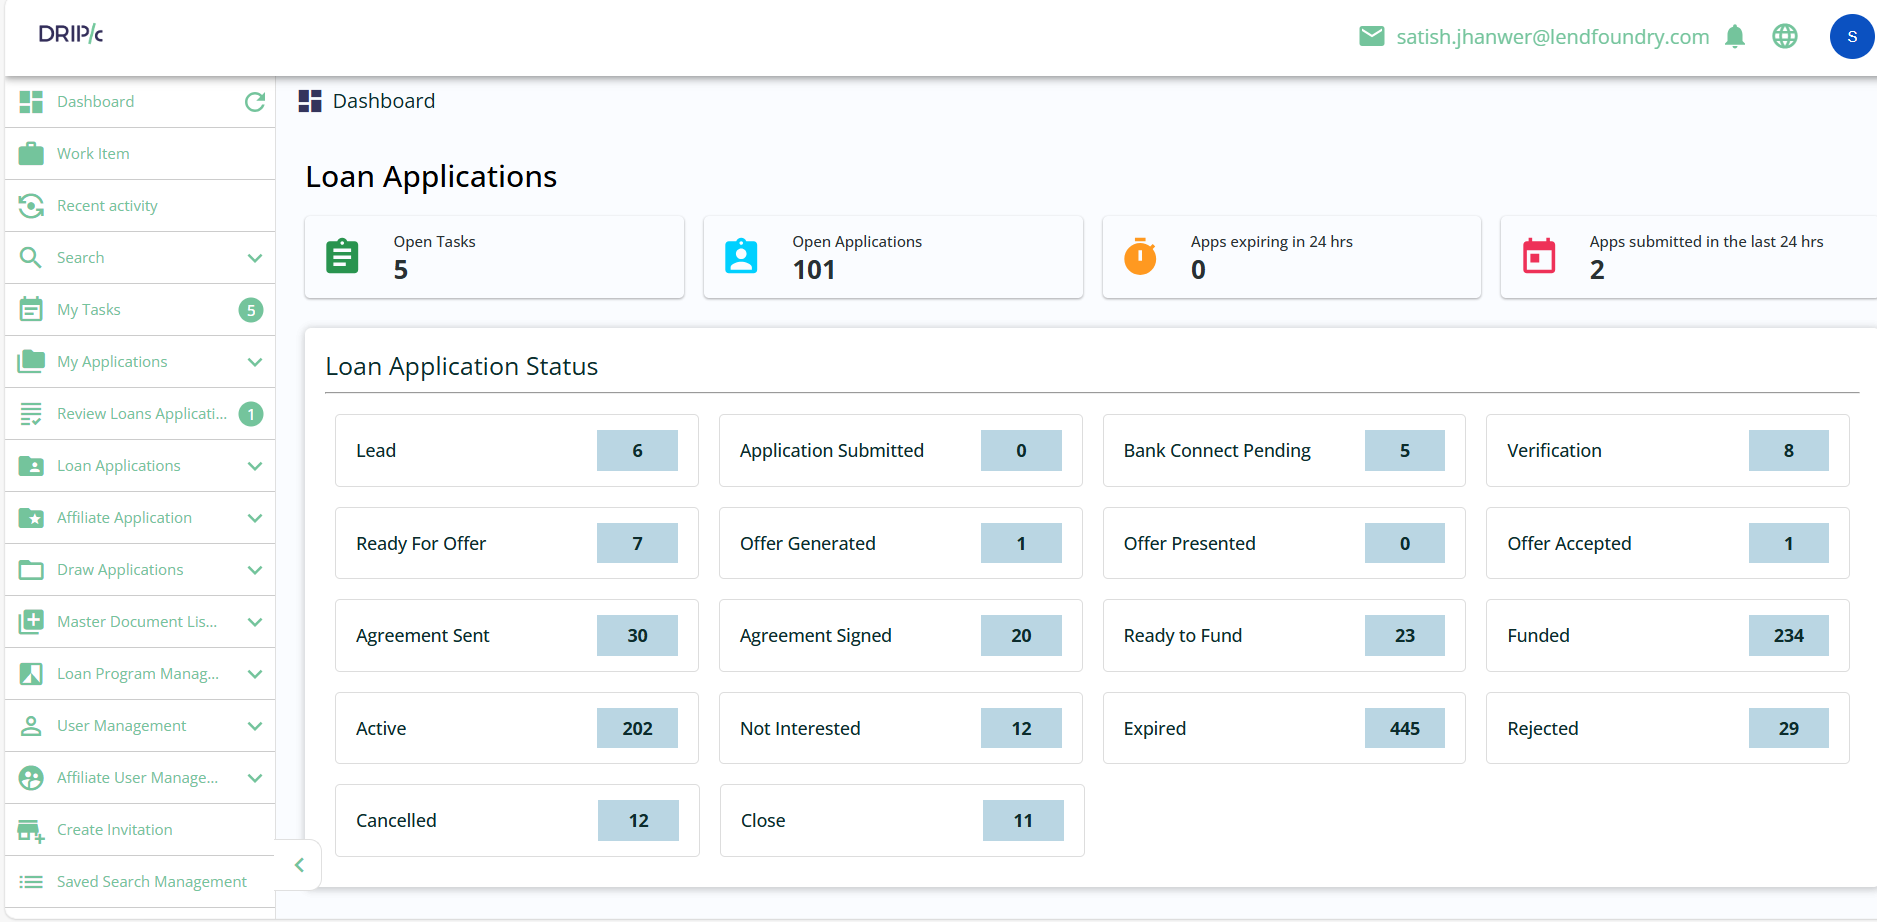 DRIP/c
satish.jhanwer@lendfoundry.com
S
Dashboard
Work Item
Recent activity
Search
My Tasks 5
My Applications
Review Loans Applicati... 1
Loan Applications
Affiliate Application
Draw Applications
Master Document Lis...
Loan Program Manag...
User Management
Affiliate User Manage...
Create Invitation
Saved Search Management
Dashboard
Loan Applications
Open Tasks
5
Open Applications
101
Apps expiring in 24 hrs
0
Apps submitted in the last 24 hrs
2
Loan Application Status
Lead 6
Application Submitted 0
Bank Connect Pending 5
Verification 8
Ready For Offer 7
Offer Generated 1
Offer Presented 0
Offer Accepted 1
Agreement Sent 30
Agreement Signed 20
Ready to Fund 23
Funded 234
Active 202
Not Interested 12
Expired 445
Rejected 29
Cancelled 12
Close 11